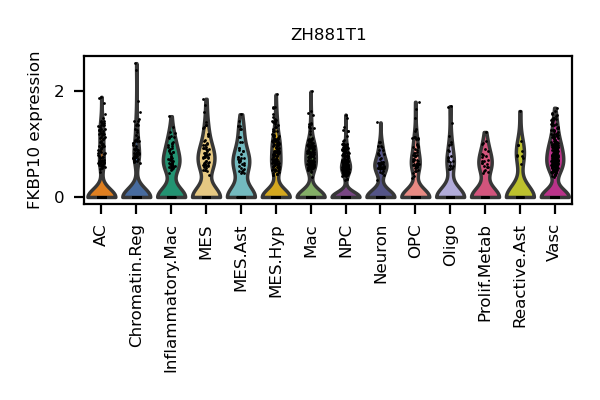 ZH881T1
FKBP10 expression
2
0
AC
Chromatin.Reg
Inflammatory.Mac
MES
MES.Ast
MES.Hyp
Mac
NPC
Neuron
OPC
Oligo
Prolif.Metab
Reactive.Ast
Vasc